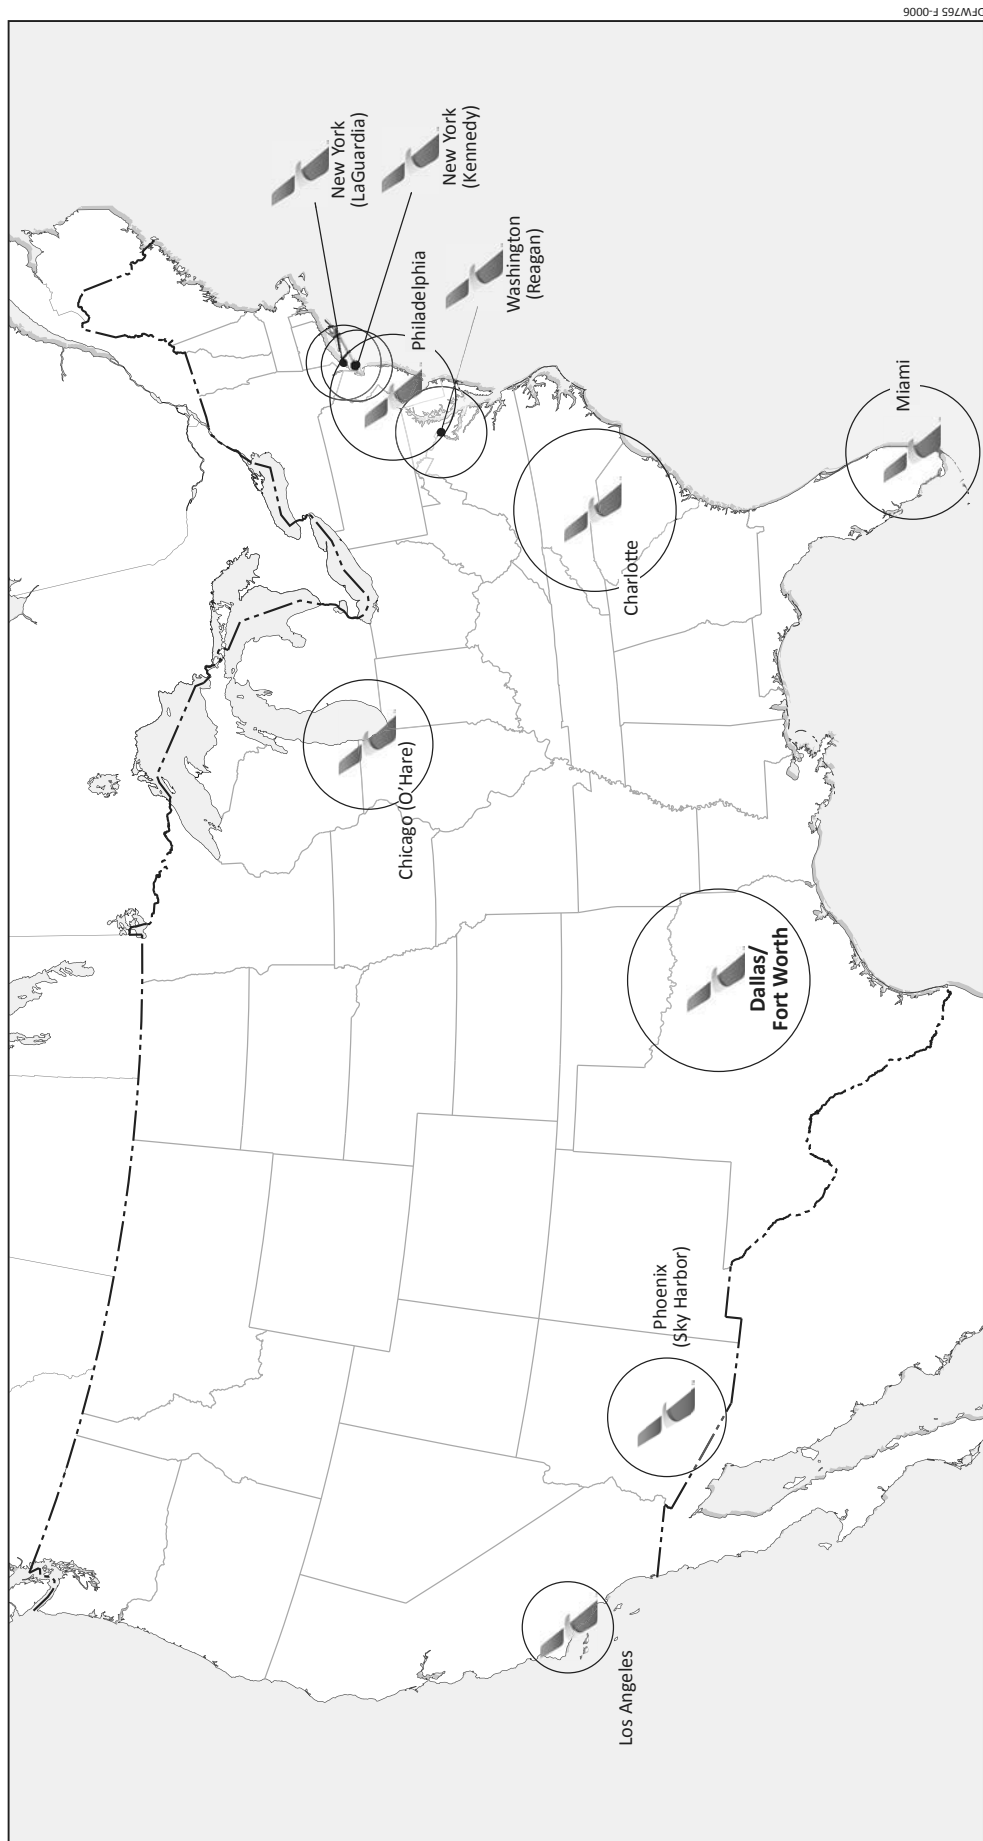 New York
(LaGuardia)
New York
(Kennedy)
Philadelphia
Washington
(Reagan)
Chicago (O'Hare)
Charlotte
Miami
Dallas/
Fort Worth
Phoenix
(Sky Harbor)
Los Angeles
DFW765 F-0006